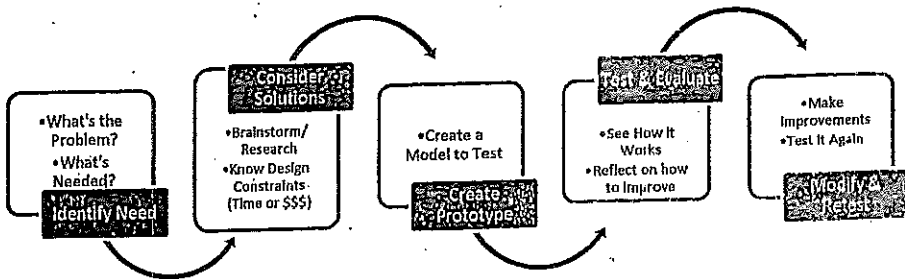 •What's the
Problem?
•What's
Needed?
Identify Need
Consider
Solutions
•Brainstorm/
Research
•Know Design
Constraints
(Time or $$$)
•Create a
Model to Test
Create
Prototype
Test & Evaluate
•See How It
Works
•Reflect on how
to Improve
•Make
Improvements
•Test It Again
Modify &
Retest